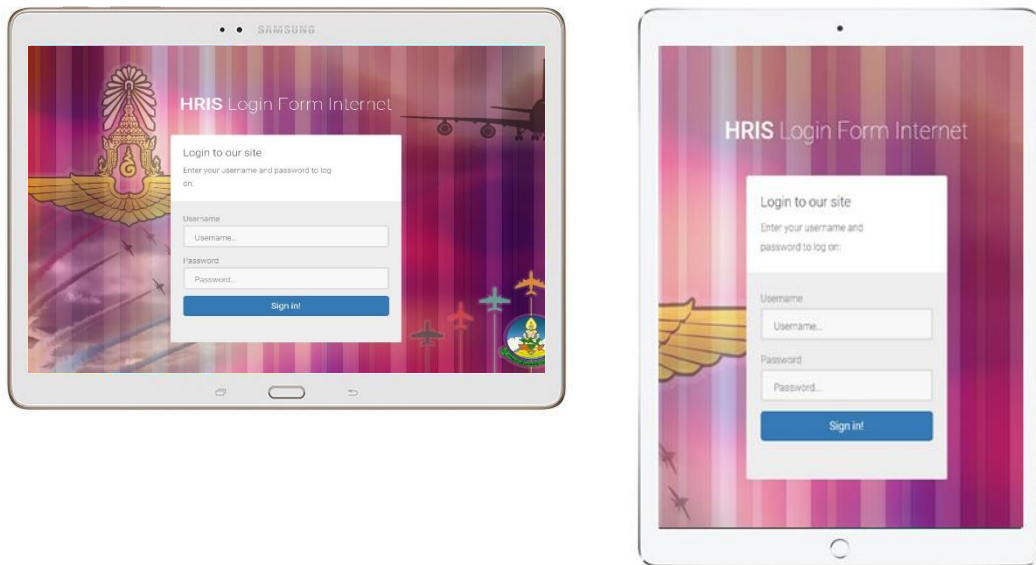 SAMSUNG
HRIS Login Form Internet
Login to our site
Enter your username and password to log
on:
Username
Username...
Password
Password...
Sign in!
HRIS Login Form Internet
Login to our site
Enter your username and
password to log on:
Username
Username...
Password
Password...
Sign in!